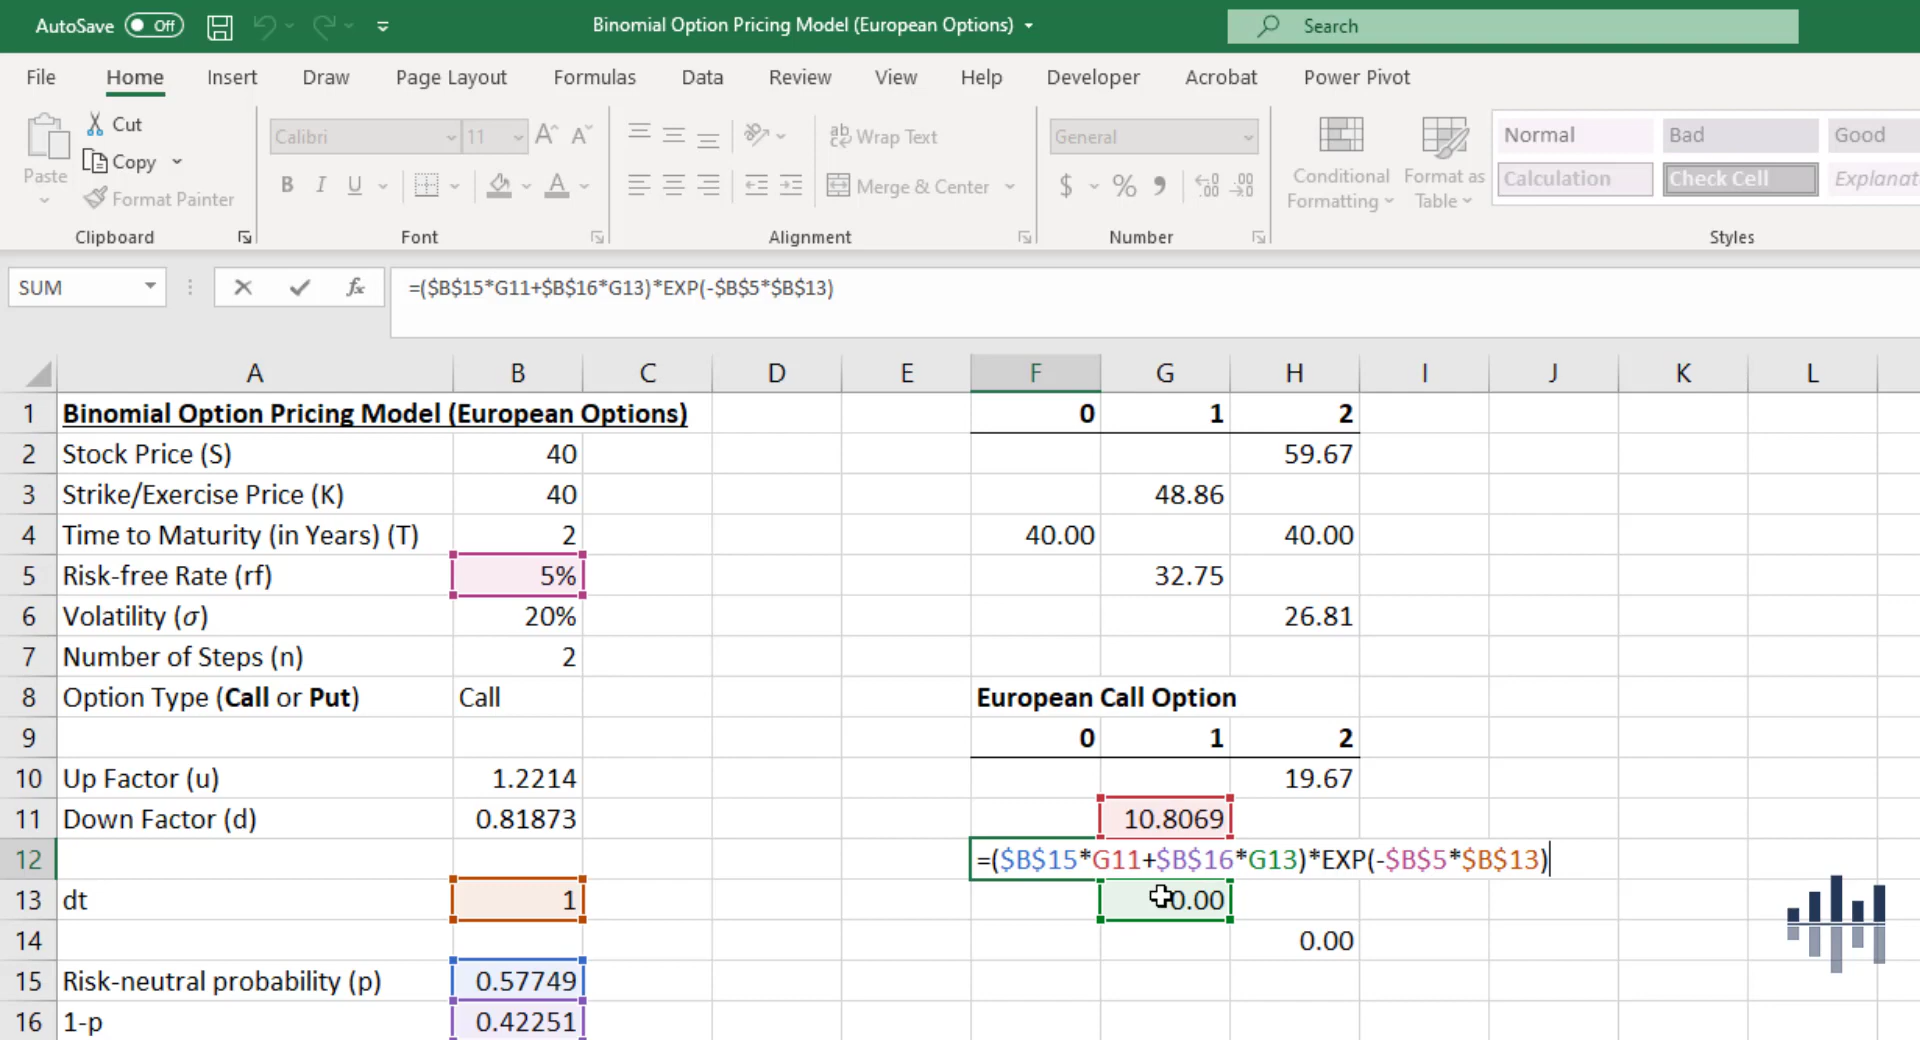 AutoSave Off Binomial Option Pricing Model (European Options) Search
File Home Insert Draw Page Layout Formulas Data Review View Help Developer Acrobat Power Pivot
Paste
Cut
Copy
Format Painter
Clipboard
Calibri 11
B I U
Font
Wrap Text
Merge & Center
Alignment
General
$ % 9
Number
Conditional Formatting
Format as Table
Normal Bad Good
Calculation Check Cell Explanat
Styles
SUM fx =($B$15*G11+$B$16*G13)*EXP(-$B$5*$B$13)
A B C D E F G H I J K L
1 Binomial Option Pricing Model (European Options) 0 1 2
2 Stock Price (S) 40 59.67
3 Strike/Exercise Price (K) 40 48.86
4 Time to Maturity (in Years) (T) 2 40.00 40.00
5 Risk-free Rate (rf) 5% 32.75
6 Volatility (σ) 20% 26.81
7 Number of Steps (n) 2
8 Option Type (Call or Put) Call European Call Option
9 0 1 2
10 Up Factor (u) 1.2214 19.67
11 Down Factor (d) 0.81873 10.8069
12 =($B$15*G11+$B$16*G13)*EXP(-$B$5*$B$13)
13 dt 1 0.00
14 0.00
15 Risk-neutral probability (p) 0.57749
16 1-p 0.42251